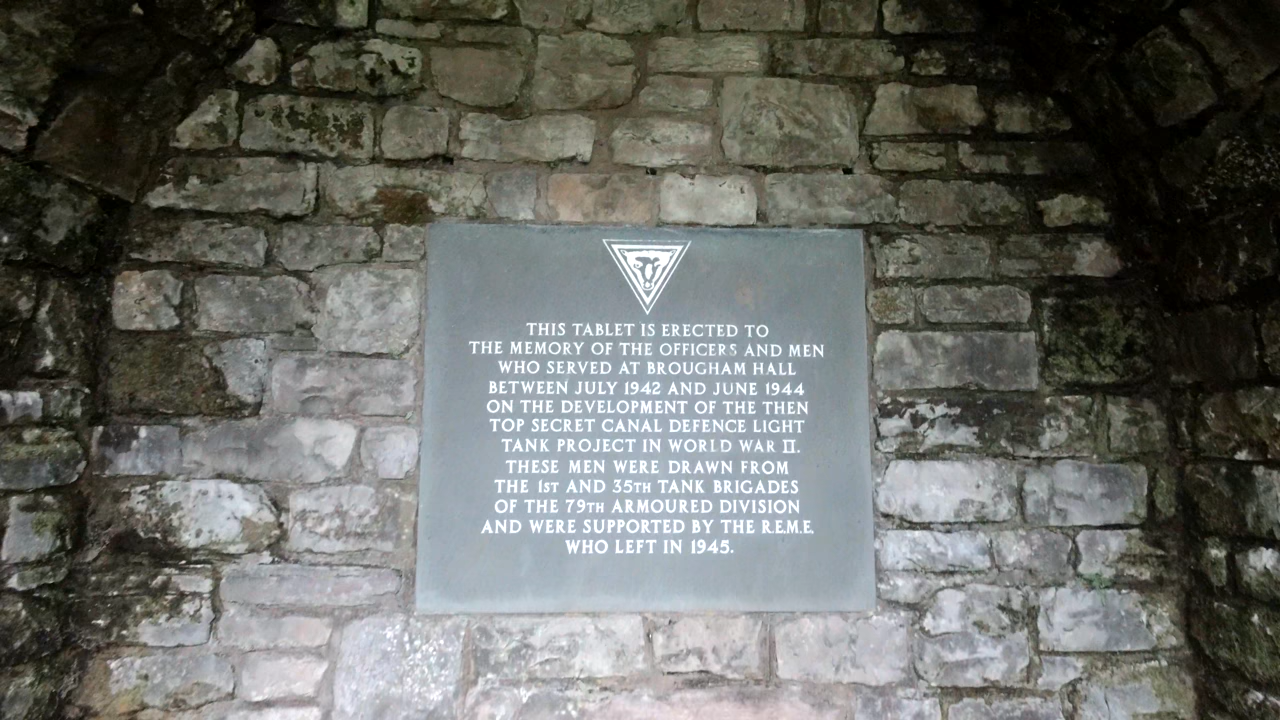 THIS TABLET IS ERECTED TO
THE MEMORY OF THE OFFICERS AND MEN
WHO SERVED AT BROUGHAM HALL
BETWEEN JULY 1942 AND JUNE 1944
ON THE DEVELOPMENT OF THE THEN
TOP SECRET CANAL DEFENCE LIGHT
TANK PROJECT IN WORLD WAR II.
THESE MEN WERE DRAWN FROM
THE 1ST AND 35TH TANK BRIGADES
OF THE 79TH ARMOURED DIVISION
AND WERE SUPPORTED BY THE R.E.M.E.
WHO LEFT IN 1945.